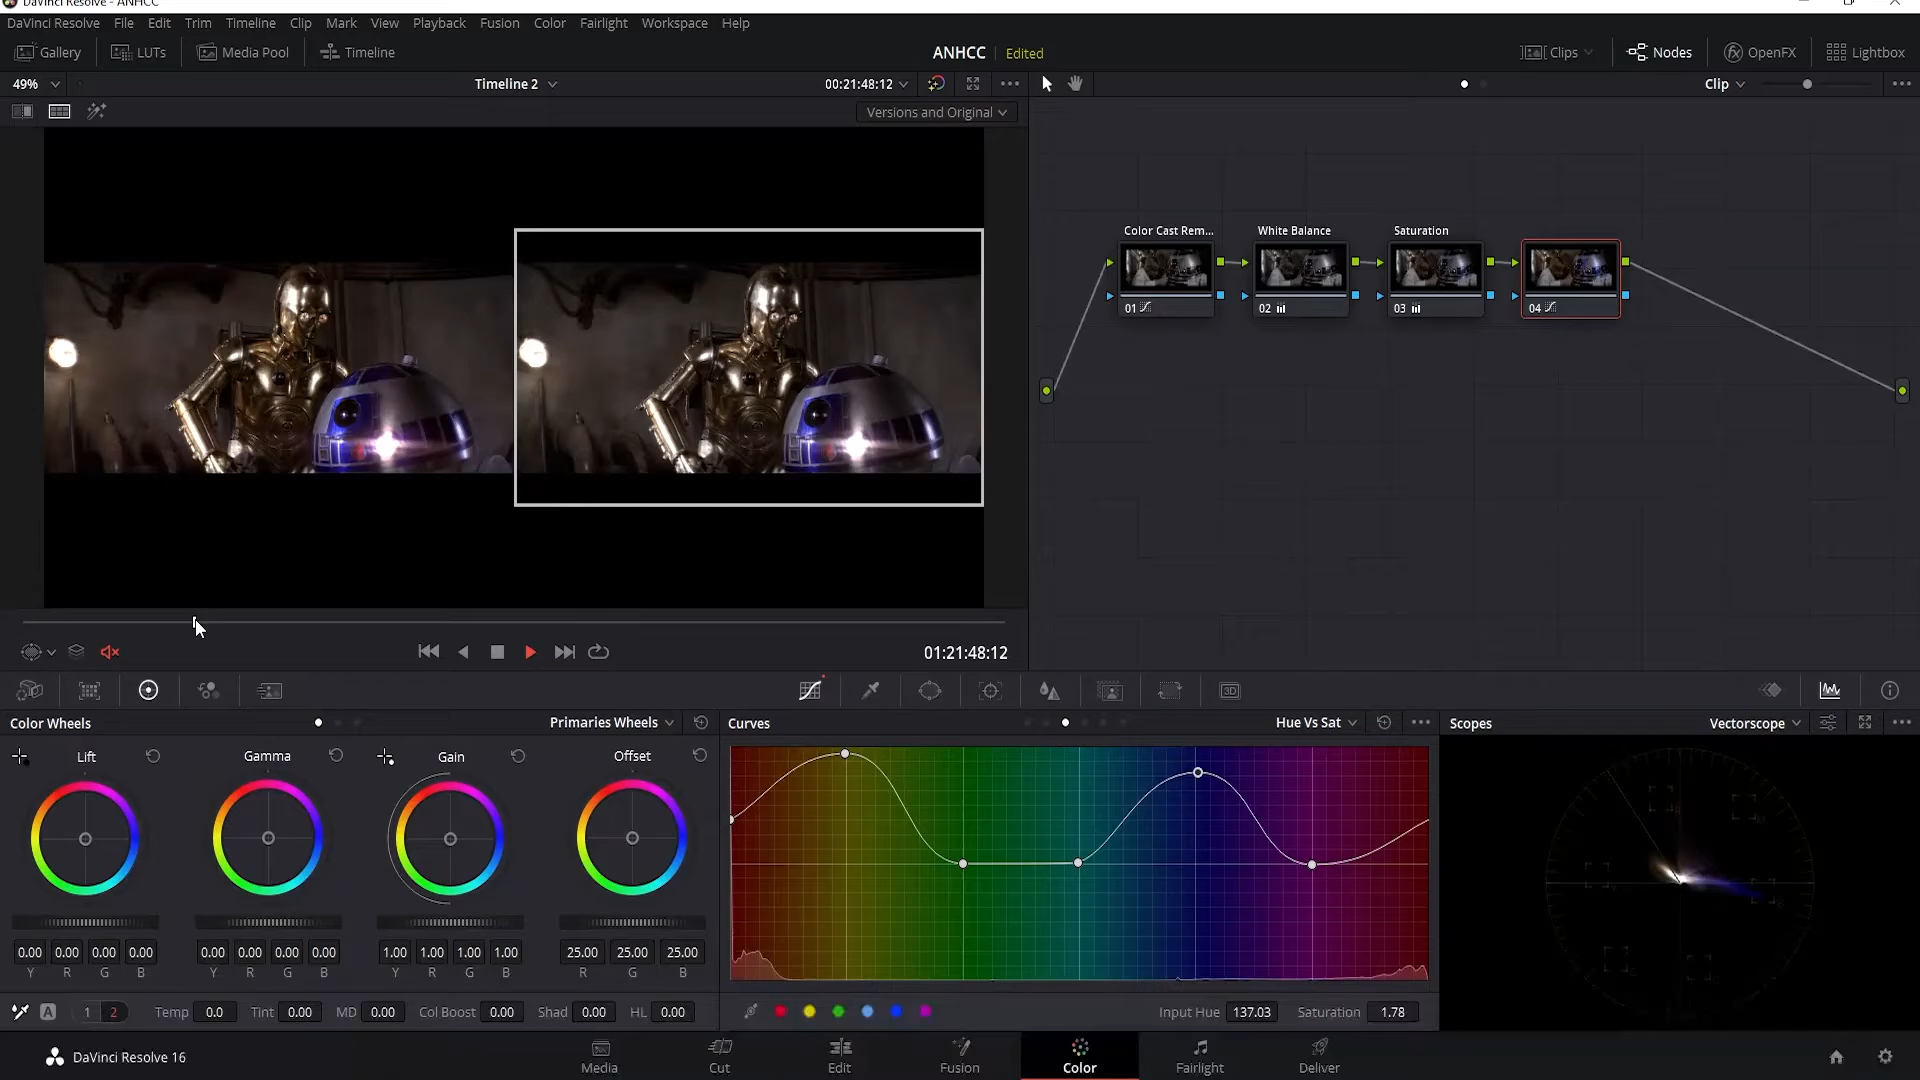 DaVinci Resolve - ANHCC
DaVinci Resolve File Edit Trim Timeline Clip Mark View Playback Fusion Color Fairlight Workspace Help
Gallery LUTs Media Pool Timeline ANHCC Edited Clips Nodes OpenFX Lightbox
49% Timeline 2 00:21:48:12 Clip
Versions and Original
Color Cast Rem... White Balance Saturation
01 02 03 04
01:21:48:12
Color Wheels Primaries Wheels Curves Hue Vs Sat Scopes Vectorscope
Lift Gamma Gain Offset
0.00 0.00 0.00 0.00 0.00 0.00 0.00 0.00 1.00 1.00 1.00 1.00 25.00 25.00 25.00
Y R G B Y R G B Y R G B R G B
A 1 2 Temp 0.0 Tint 0.00 MD 0.00 Col Boost 0.00 Shad 0.00 HL 0.00 Input Hue 137.03 Saturation 1.78
DaVinci Resolve 16 Media Cut Edit Fusion Color Fairlight Deliver